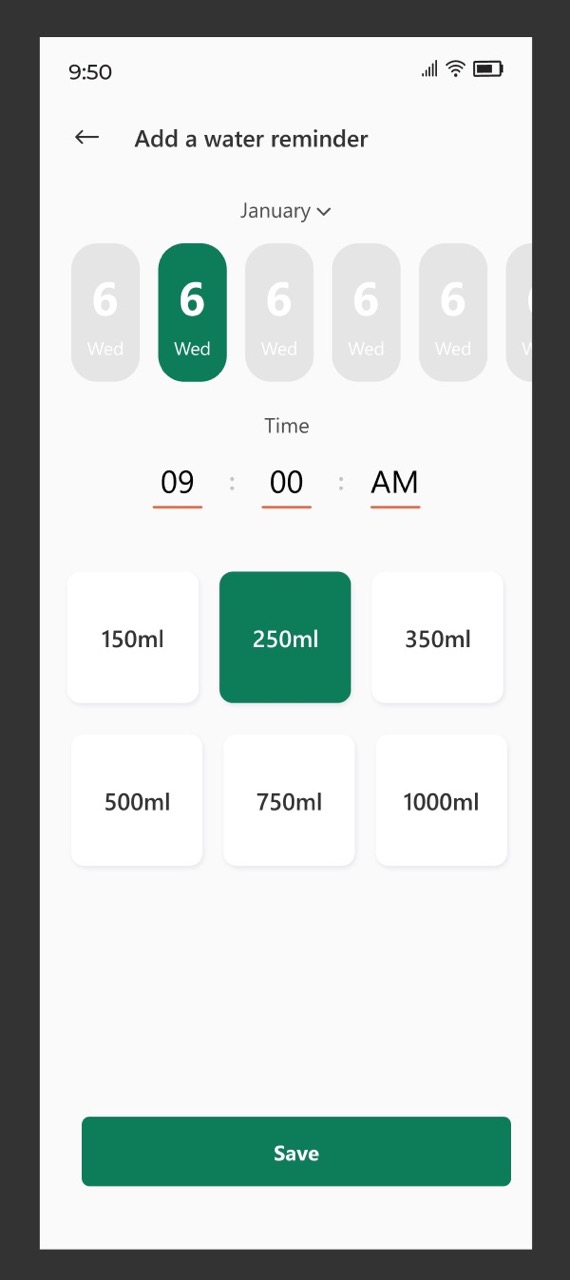 9:50
Add a water reminder
January
6 6 6 6 6
Wed Wed Wed Wed Wed
Time
09 : 00 : AM
150ml 250ml 350ml
500ml 750ml 1000ml
Save